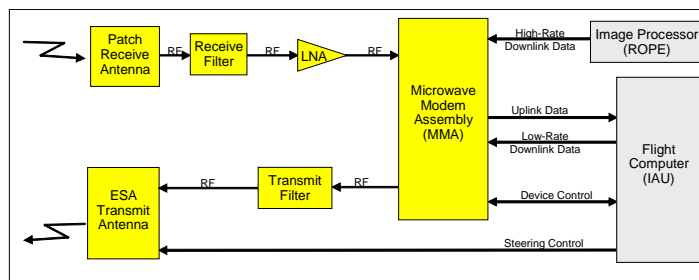 Patch
Receive
Antenna
RF
Receive
Filter
RF
LNA
RF
Microwave
Modem
Assembly
(MMA)
High-Rate
Downlink Data
Image Processor
(ROPE)
Uplink Data
Low-Rate
Downlink Data
Device Control
Steering Control
Flight
Computer
(IAU)
ESA
Transmit
Antenna
RF
Transmit
Filter
RF